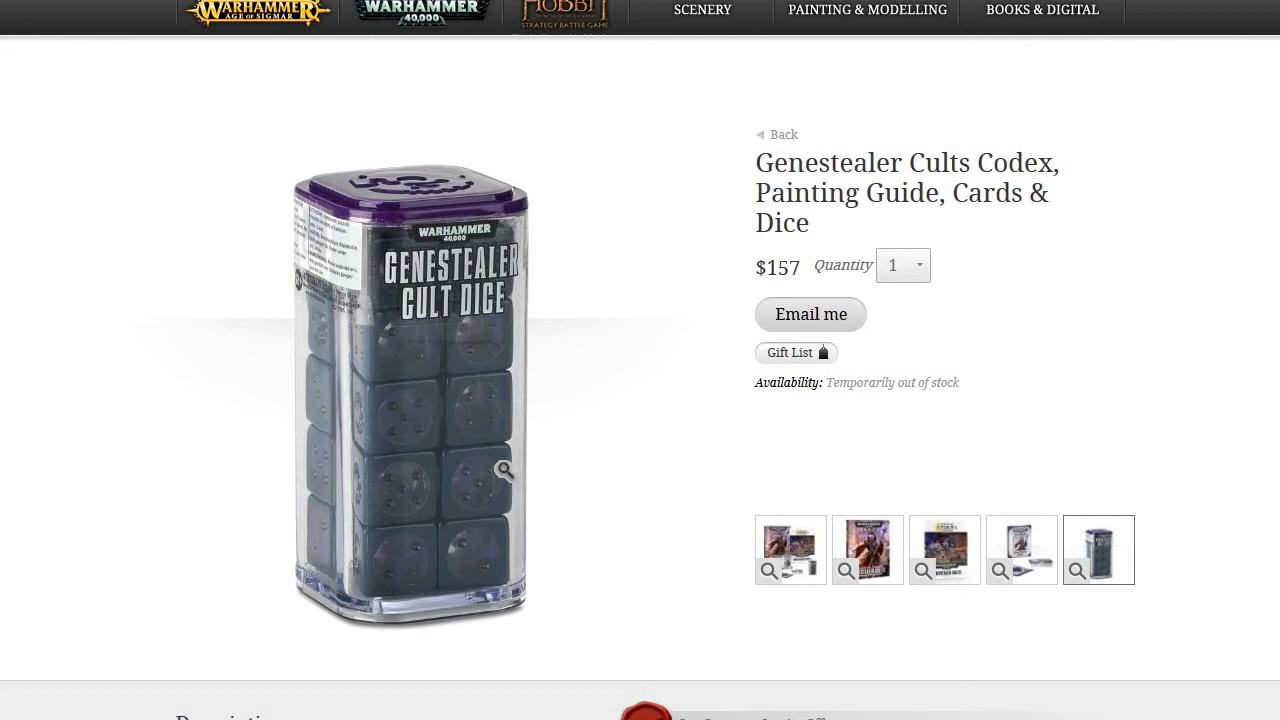 WARHAMMER
AGE OF SIGMAR
WARHAMMER
40,000
HOBBIT
STRATEGY BATTLE GAME
SCENERY
PAINTING & MODELLING
BOOKS & DIGITAL
Back
Genestealer Cults Codex,
Painting Guide, Cards &
Dice
$157 Quantity 1
Email me
Gift List
Availability: Temporarily out of stock
WARHAMMER
40,000
GENESTEALER
CULT DICE